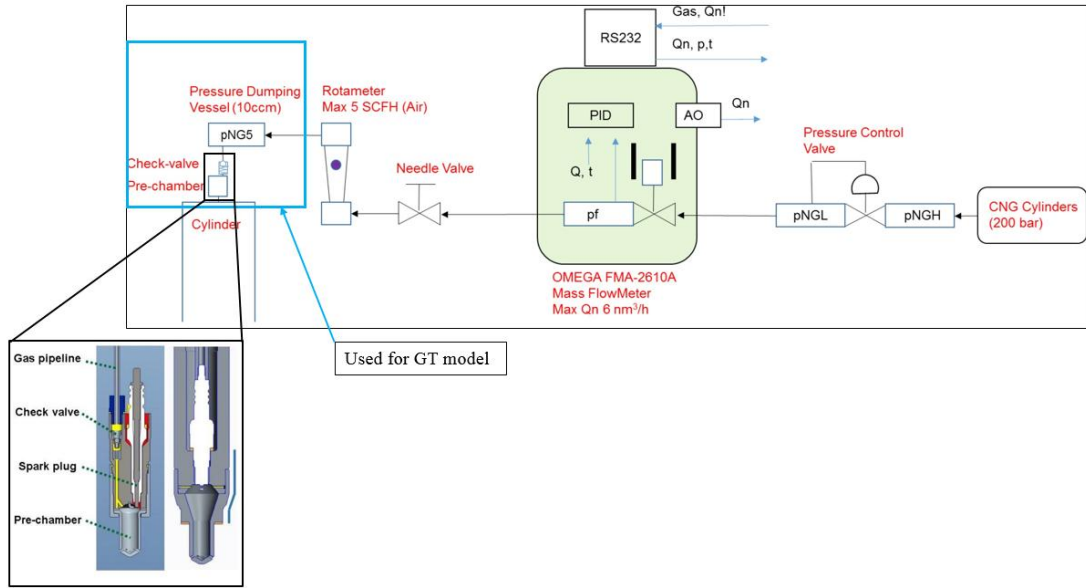 Gas, Qn!
RS232
Qn, p,t
Pressure Dumping
Vessel (10ccm)
Rotameter
Max 5 SCFH (Air)
PID
AO
Qn
pNG5
Pressure Control
Valve
Check-valve
Needle Valve
Q, t
Pre-chamber
pf
pNGL
pNGH
CNG Cylinders
(200 bar)
Cylinder
OMEGA FMA-2610A
Mass FlowMeter
Max Qn 6 nm³/h
Used for GT model
Gas pipeline
Check valve
Spark plug
Pre-chamber